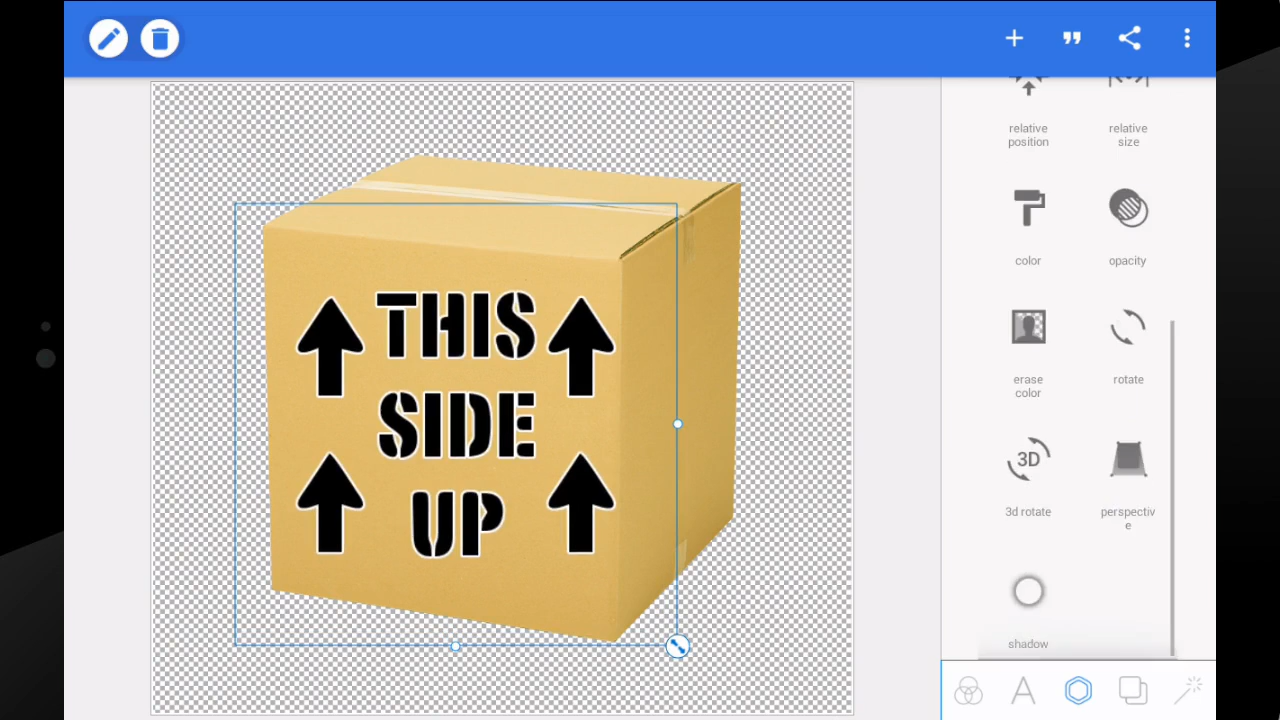 relative
position
relative
size
color
opacity
erase
color
rotate
3D
3d rotate
perspectiv
e
shadow
THIS
SIDE
UP
A